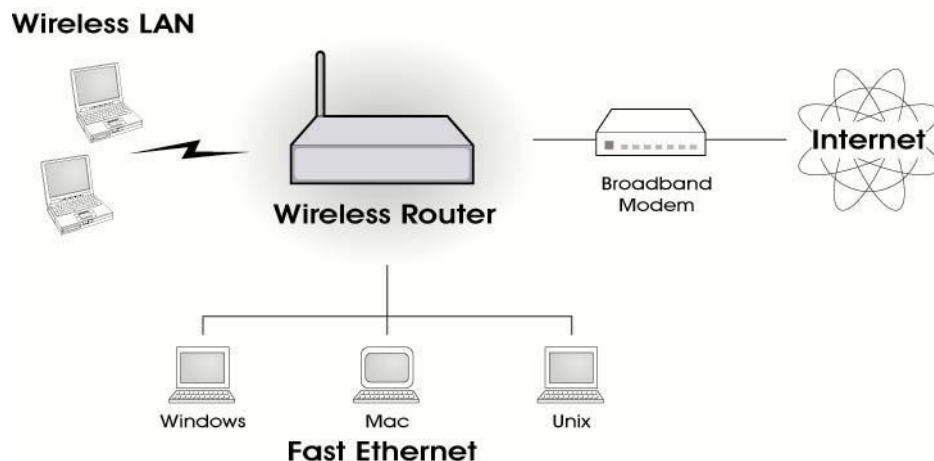 Wireless LAN
Internet
Broadband
Modem
Wireless Router
Windows
Mac
Unix
Fast Ethernet